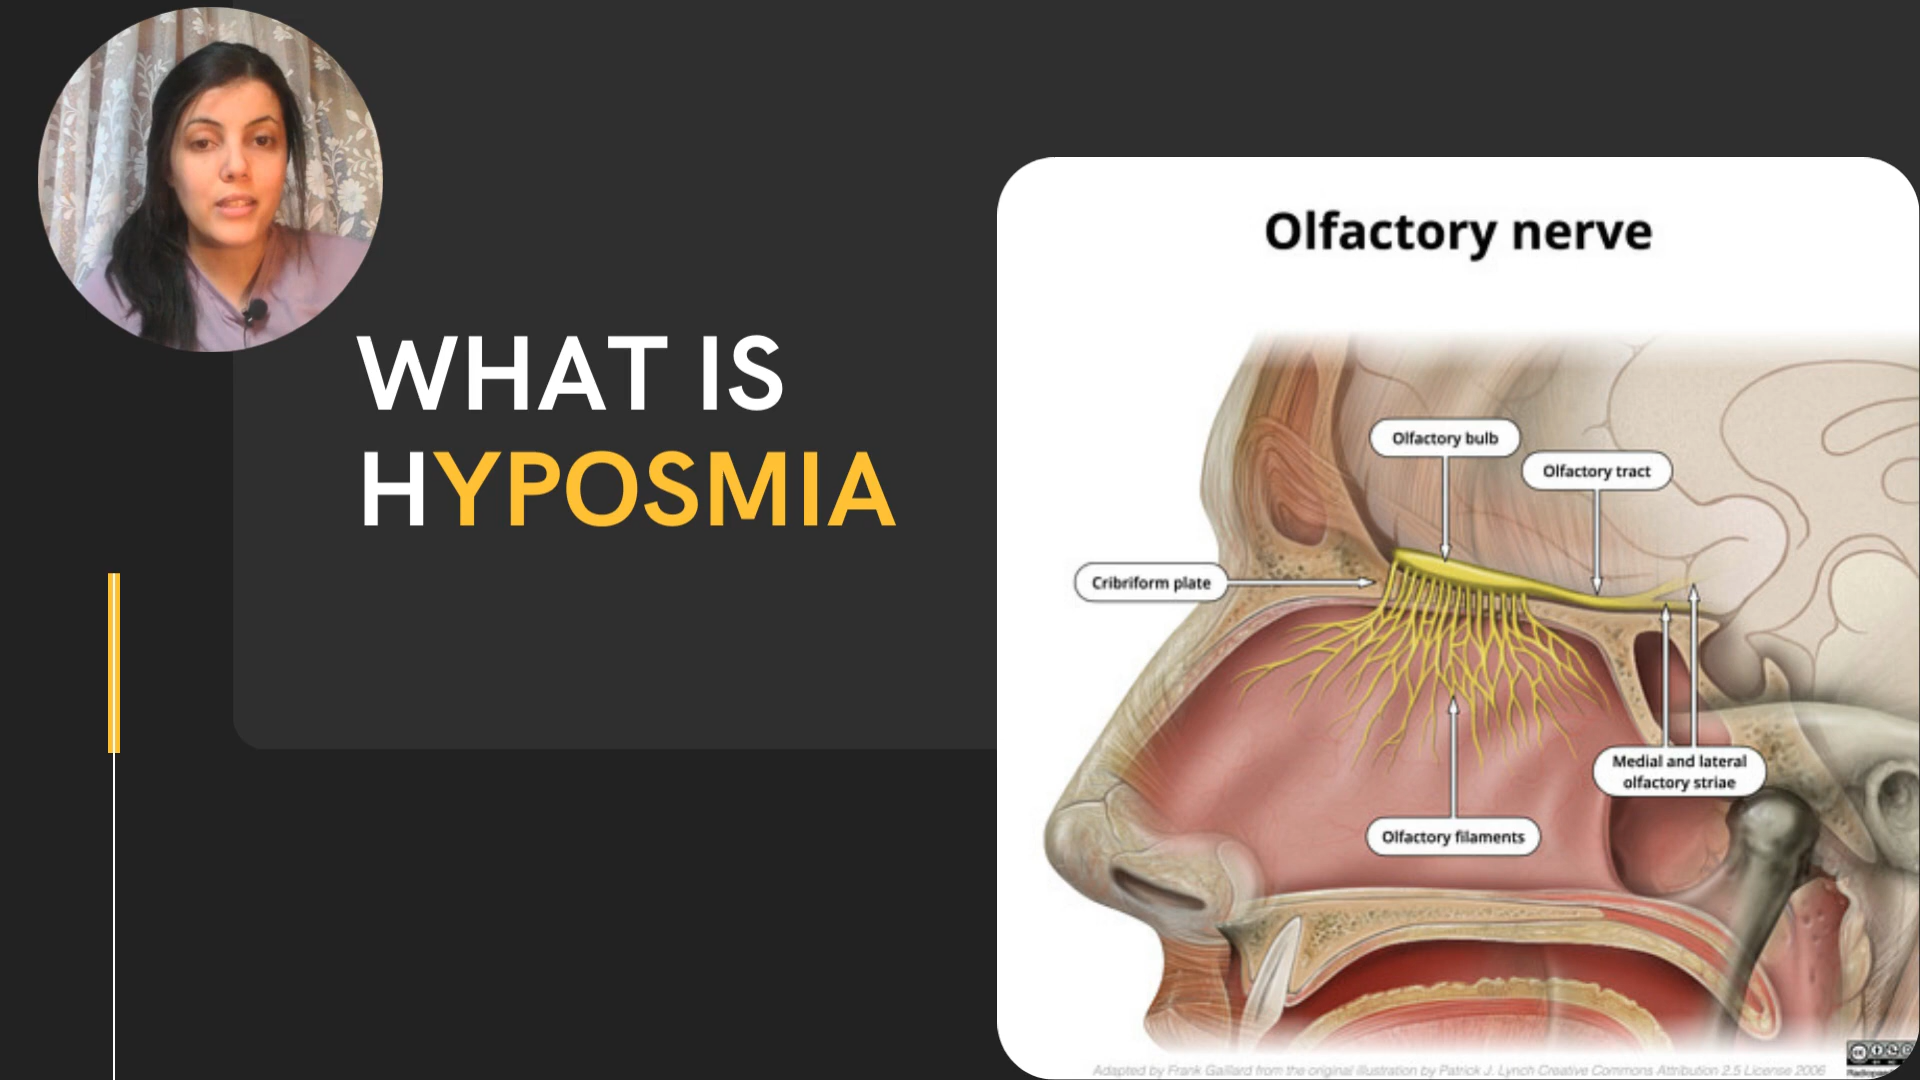 WHAT IS
HYPOSMIA
Olfactory nerve
Olfactory bulb
Olfactory tract
Cribriform plate
Medial and lateral
olfactory striae
Olfactory filaments
Adapted by Frank Gaillard from the original illustration by Patrick J. Lynch Creative Commons Attribution 2.5 License 2006